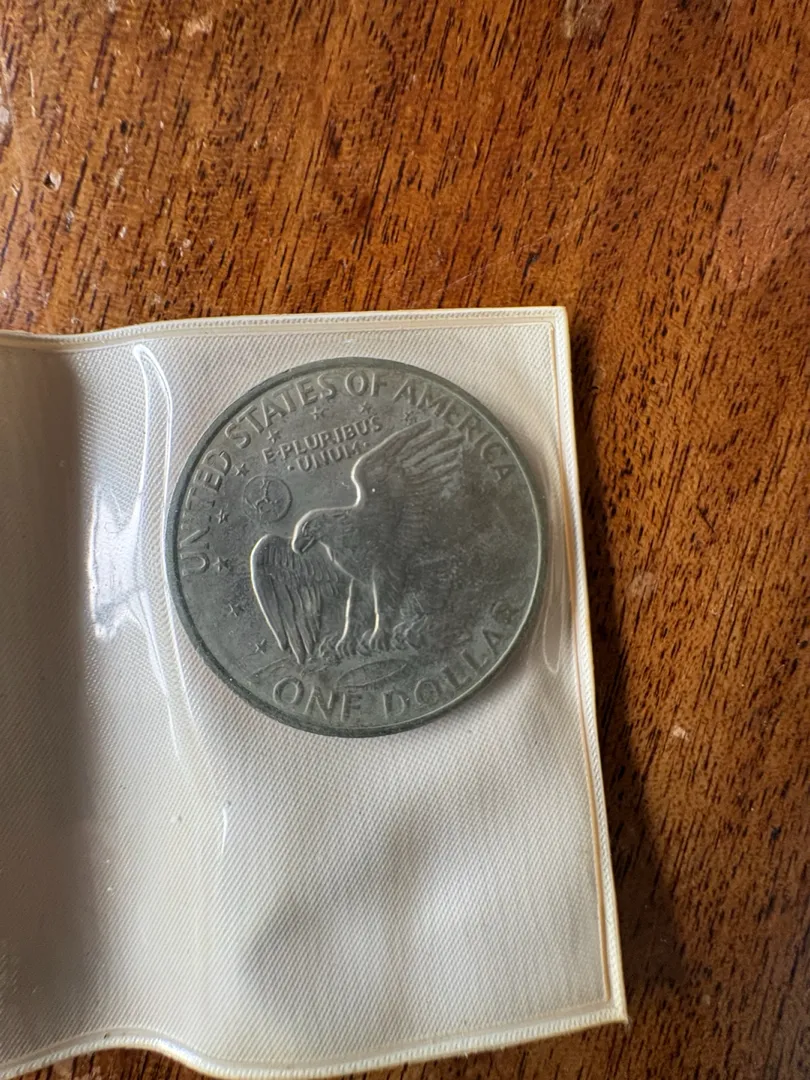 UNITED STATES OF AMERICA
E·PLURIBUS
·UNUM·
ONE DOLLAR